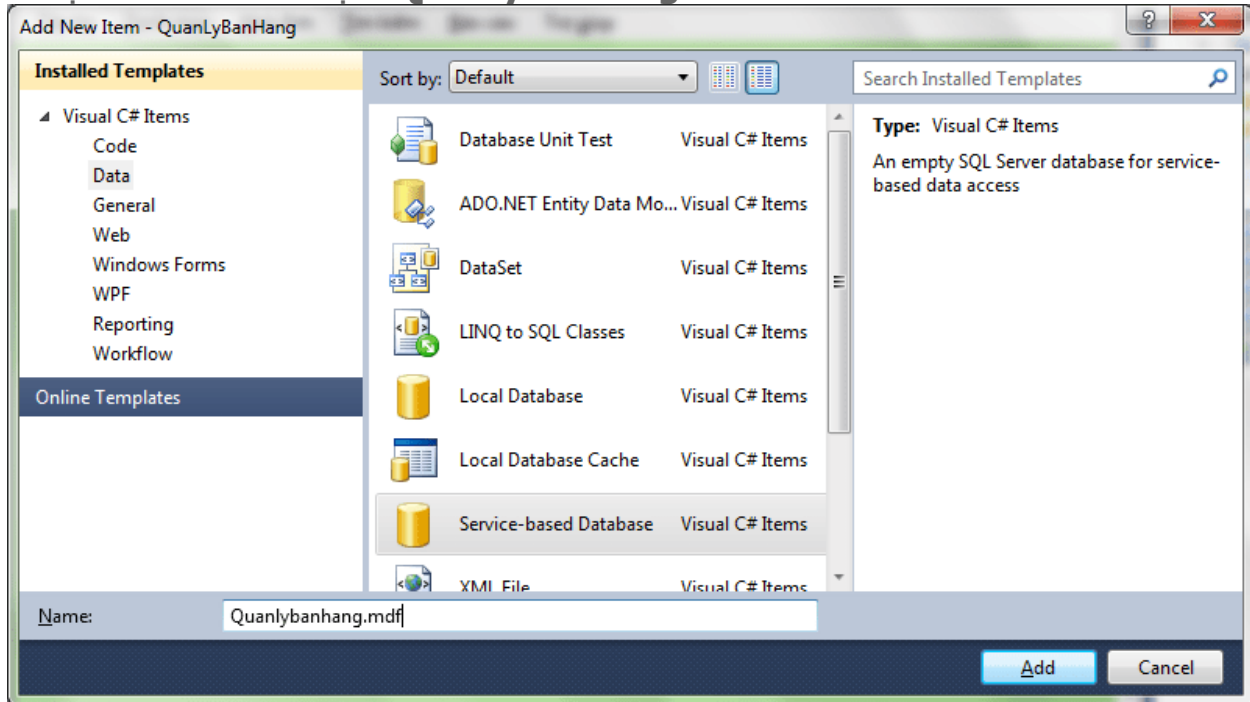 Add New Item - QuanLyBanHang
Installed Templates
Sort by: Default
Search Installed Templates
Visual C# Items
Code
Data
General
Web
Windows Forms
WPF
Reporting
Workflow
Online Templates
Database Unit Test Visual C# Items
ADO.NET Entity Data Mo... Visual C# Items
DataSet Visual C# Items
LINQ to SQL Classes Visual C# Items
Local Database Visual C# Items
Local Database Cache Visual C# Items
Service-based Database Visual C# Items
XML File Visual C# Items
Type: Visual C# Items
An empty SQL Server database for service-
based data access
Name: Quanlybanhang.mdf
Add Cancel